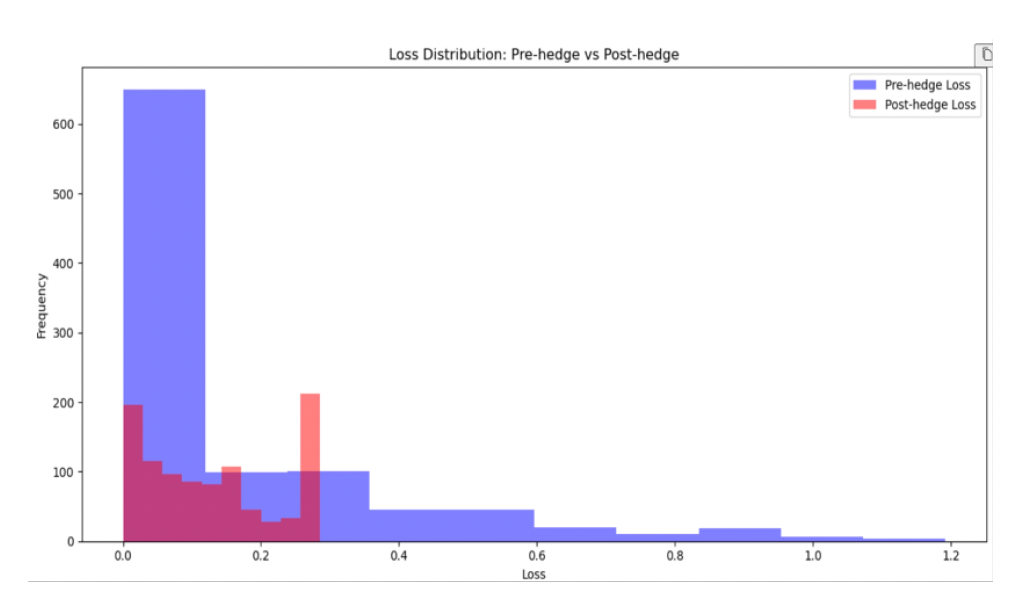 Loss Distribution: Pre-hedge vs Post-hedge
Pre-hedge Loss
Post-hedge Loss
Frequency
600
500
400
300
200
100
0
0.0 0.2 0.4 0.6 0.8 1.0 1.2
Loss